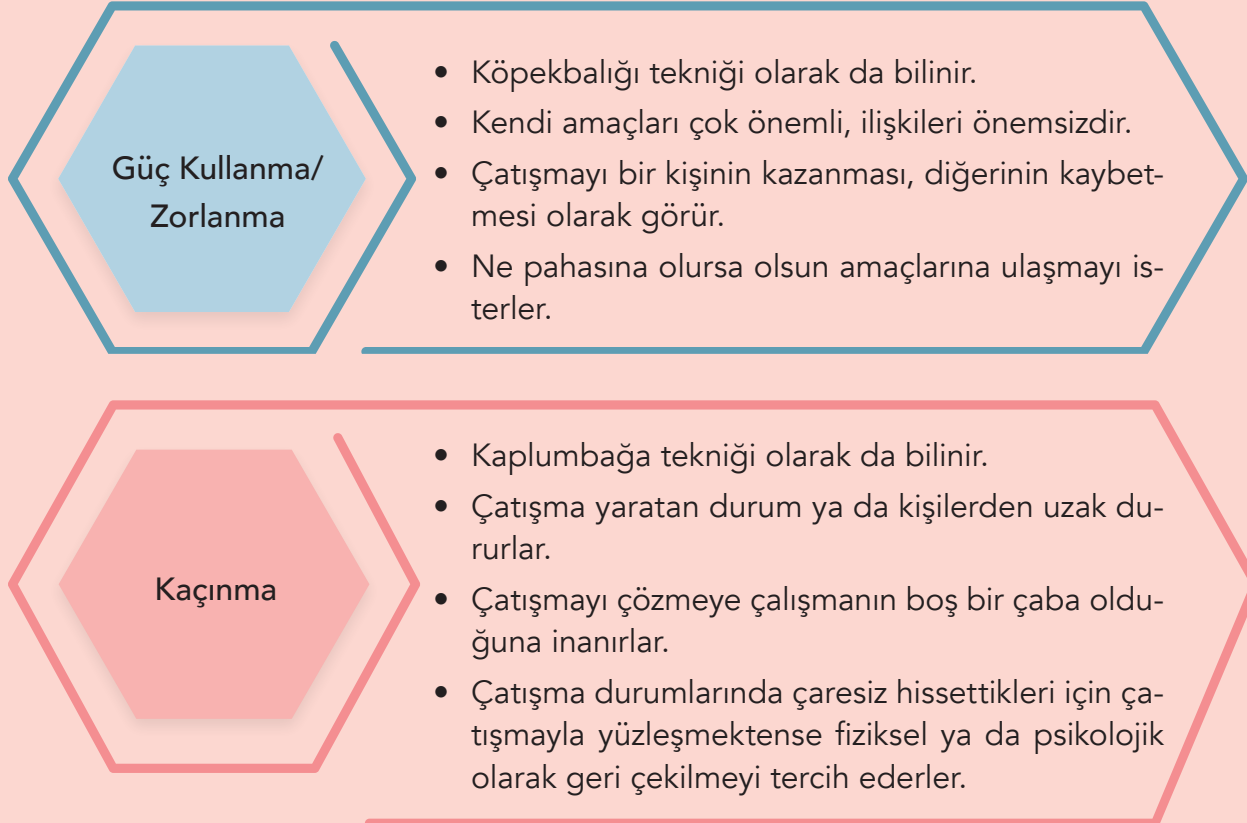 Güç Kullanma/
Zorlanma
• Köpekbalığı tekniği olarak da bilinir.
• Kendi amaçları çok önemli, ilişkileri önemsizdir.
• Çatışmayı bir kişinin kazanması, diğerinin kaybet-
mesi olarak görür.
• Ne pahasına olursa olsun amaçlarına ulaşmayı is-
terler.
Kaçınma
• Kaplumbağa tekniği olarak da bilinir.
• Çatışma yaratan durum ya da kişilerden uzak du-
rurlar.
• Çatışmayı çözmeye çalışmanın boş bir çaba oldu-
ğuna inanırlar.
• Çatışma durumlarında çaresiz hissettikleri için ça-
tışmayla yüzleşmektense fiziksel ya da psikolojik
olarak geri çekilmeyi tercih ederler.